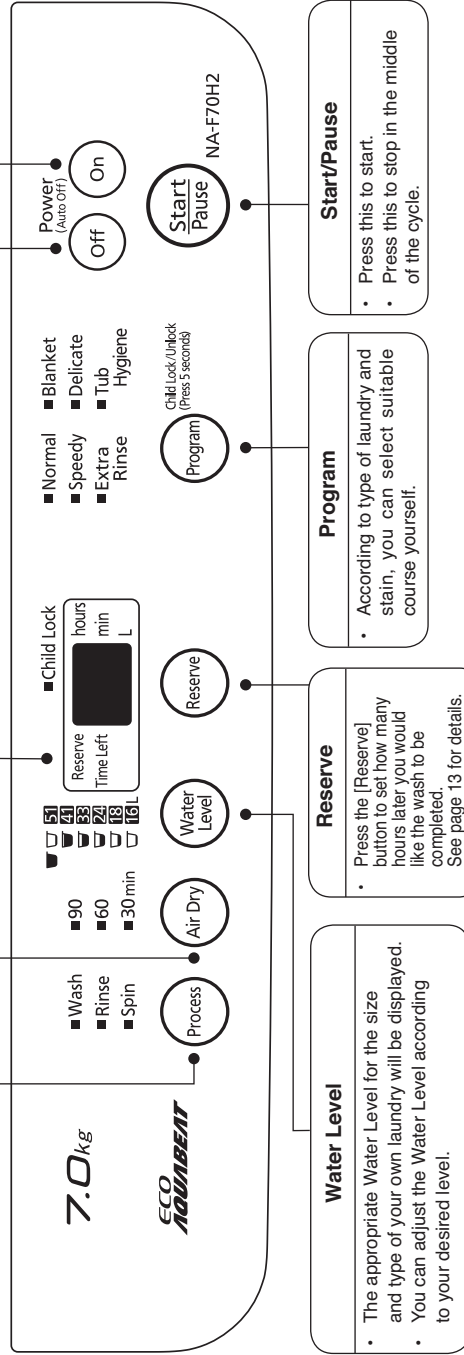 7.0kg
ECO
AQUABEAT
Wash
Rinse
Spin
Process
90
60
30 min
Air Dry
51
41
33
24
18
16L
Water
Level
Child Lock
Reserve
Time Left
hours
min
L
Reserve
Normal
Speedy
Extra
Rinse
Blanket
Delicate
Tub
Hygiene
Program
Child Lock/Unlock
(Press 5 seconds)
Power
(Auto Off)
Off
On
Start
Pause
NA-F70H2
Water Level
• The appropriate Water Level for the size
and type of your own laundry will be displayed.
• You can adjust the Water Level according
to your desired level.
Reserve
• Press the [Reserve]
button to set how many
hours later you would
like the wash to be
completed.
See page 13 for details.
Program
• According to type of laundry and
stain, you can select suitable
course yourself.
Start/Pause
• Press this to start.
• Press this to stop in the middle
of the cycle.